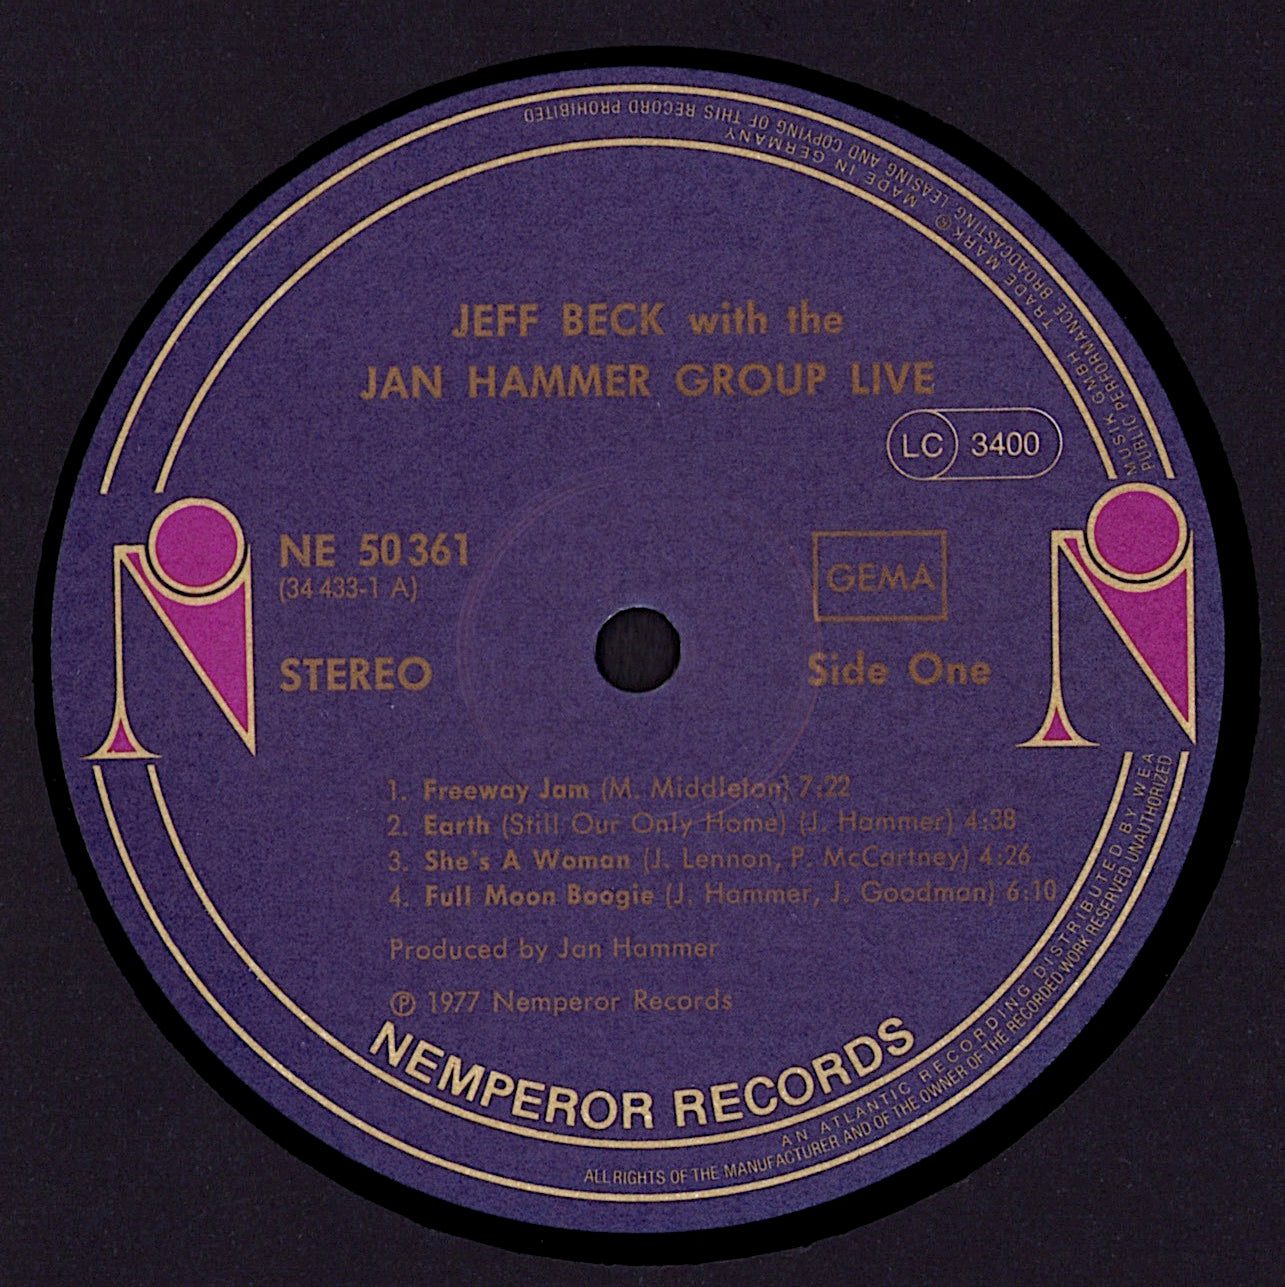 JEFF BECK with the
JAN HAMMER GROUP LIVE
LC 3400
NE 50 361
(34 433-1 A)
GEMA
STEREO
Side One
1. Freeway Jam (M. Middleton) 7:22
2. Earth (Still Our Only Home) (J. Hammer) 4:38
3. She's A Woman (J. Lennon, P. McCartney) 4:26
4. Full Moon Boogie (J. Hammer, J. Goodman) 6:10
Produced by Jan Hammer
℗ 1977 Nemperor Records
NEMPEROR RECORDS
AN ATLANTIC RECORDING DISTRIBUTED BY WEA
MUSIK GMBH TRADE MARK® MADE IN GERMANY
ALL RIGHTS OF THE MANUFACTURER AND OF THE OWNER OF THE RECORDED WORK RESERVED UNAUTHORIZED
PUBLIC PERFORMANCE, BROADCASTING, LEASING AND COPYING OF THIS RECORD PROHIBITED